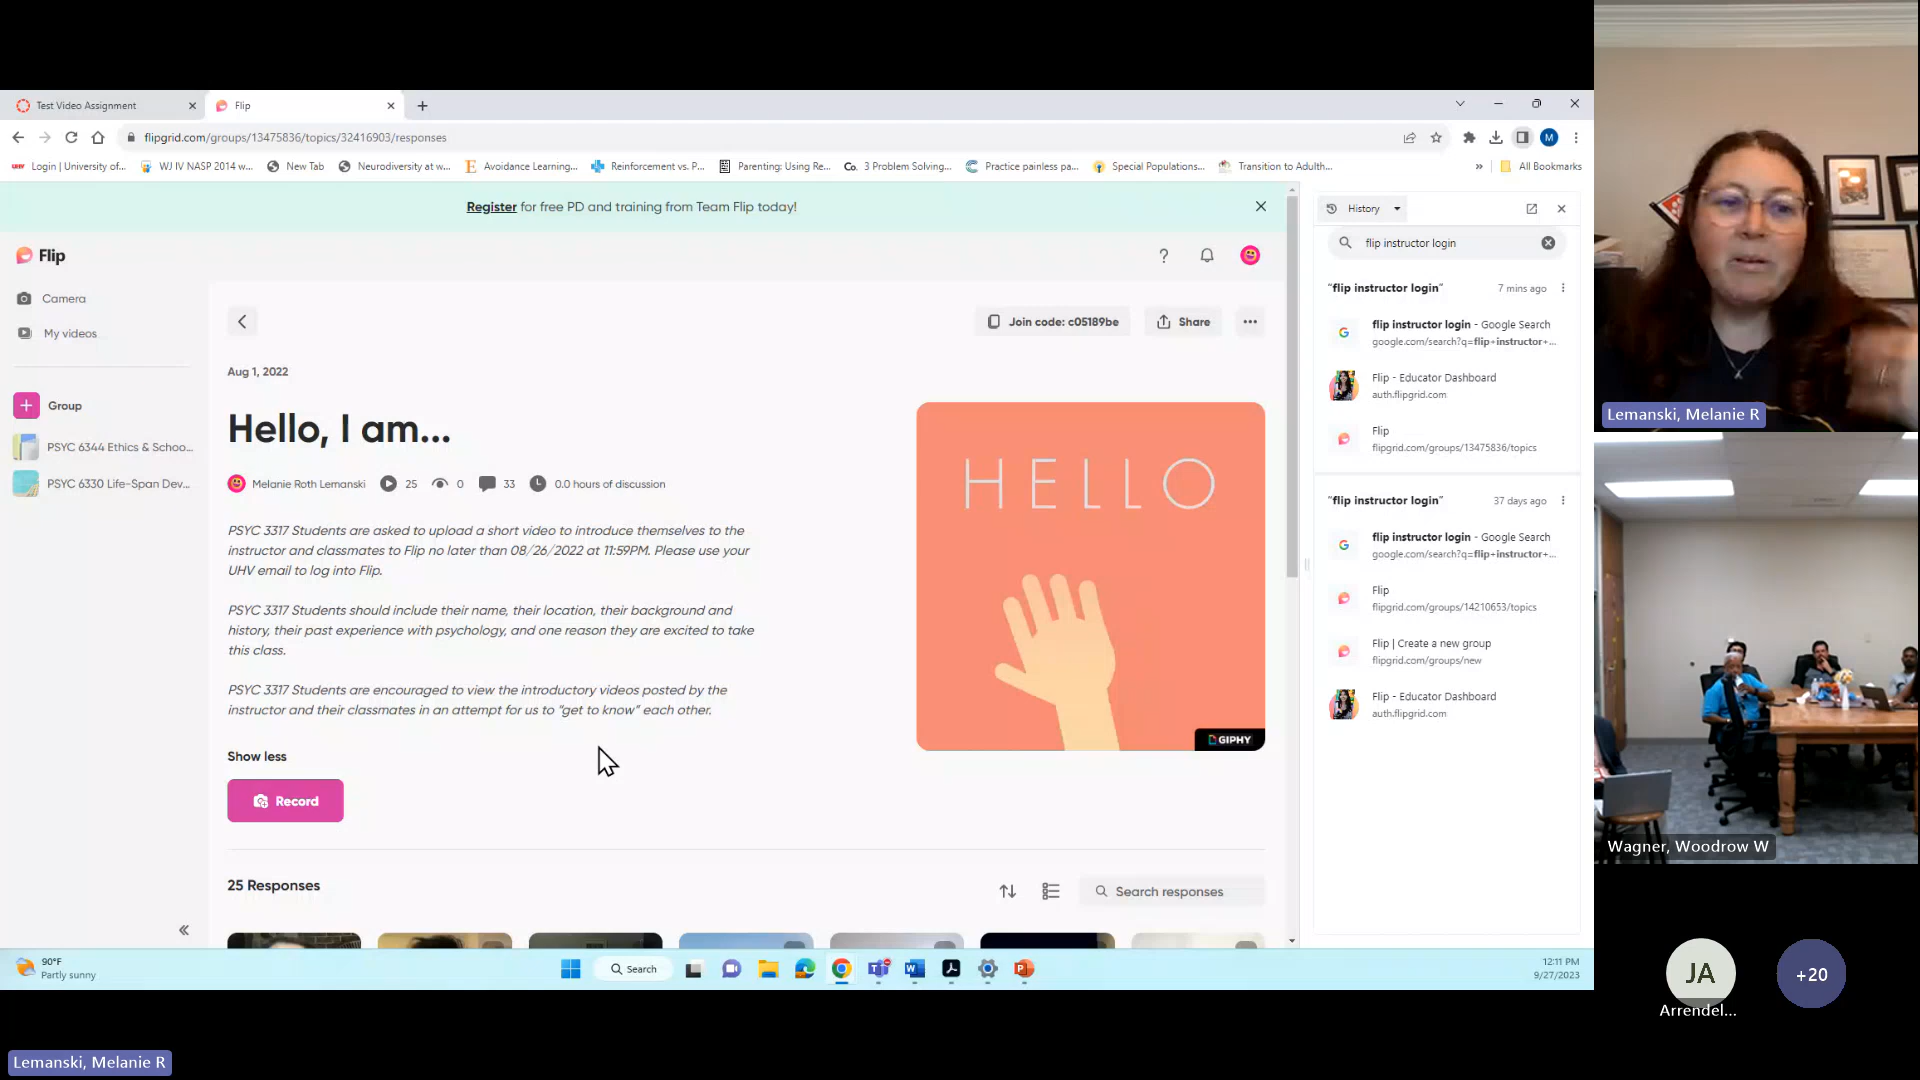 Test Video Assignment
Flip
flipgrid.com/groups/13475836/topics/32416903/responses
M
UHV Login | University of...
WJ IV NASP 2014 w...
New Tab
Neurodiversity at w...
E Avoidance Learning...
Reinforcement vs. P...
Parenting: Using Re...
Co. 3 Problem Solving...
Practice painless pa...
Special Populations...
Transition to Adulth...
»
All Bookmarks
Register for free PD and training from Team Flip today!
Flip
Camera
My videos
Group
PSYC 6344 Ethics & Schoo...
PSYC 6330 Life-Span Dev...
Join code: c05189be
Share
Aug 1, 2022
Hello, I am...
Melanie Roth Lemanski 25 0 33 0.0 hours of discussion
PSYC 3317 Students are asked to upload a short video to introduce themselves to the
instructor and classmates to Flip no later than 08/26/2022 at 11:59PM. Please use your
UHV email to log into Flip.
PSYC 3317 Students should include their name, their location, their background and
history, their past experience with psychology, and one reason they are excited to take
this class.
PSYC 3317 Students are encouraged to view the introductory videos posted by the
instructor and their classmates in an attempt for us to “get to know” each other.
Show less
Record
HELLO
GIPHY
25 Responses
Search responses
History
flip instructor login
"flip instructor login" 7 mins ago
flip instructor login - Google Search
google.com/search?q=flip+instructor+...
Flip - Educator Dashboard
auth.flipgrid.com
Flip
flipgrid.com/groups/13475836/topics
"flip instructor login" 37 days ago
flip instructor login - Google Search
google.com/search?q=flip+instructor+...
Flip
flipgrid.com/groups/14210653/topics
Flip | Create a new group
flipgrid.com/groups/new
Flip - Educator Dashboard
auth.flipgrid.com
90°F
Partly sunny
Search
12:11 PM
9/27/2023
Lemanski, Melanie R
Wagner, Woodrow W
JA
Arrendel...
+20
Lemanski, Melanie R